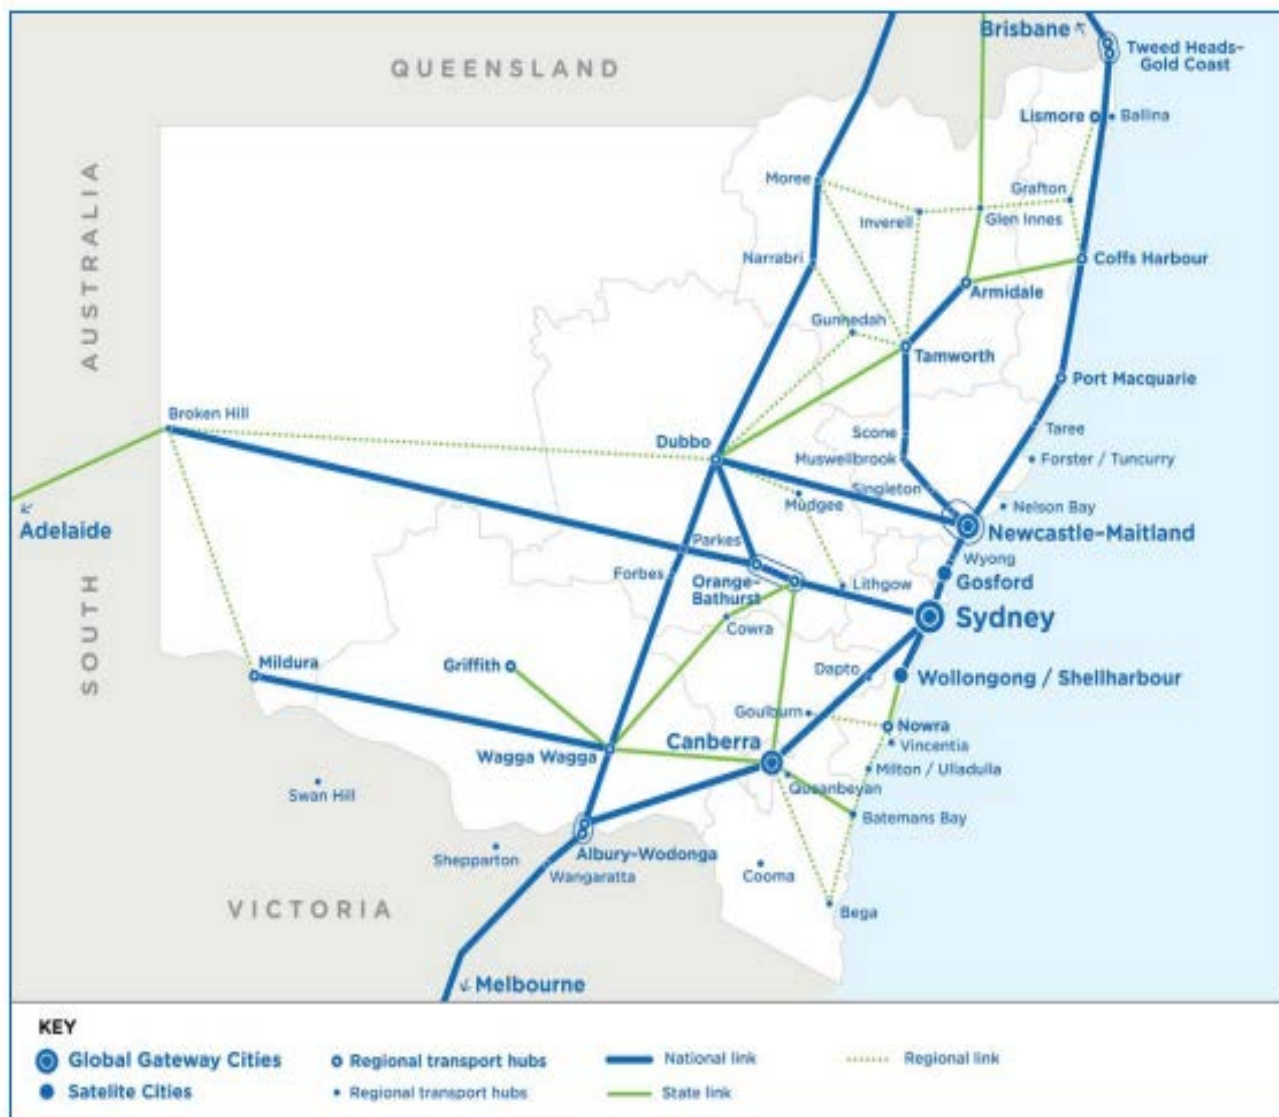 Brisbane
Tweed Heads-
Gold Coast
QUEENSLAND
Lismore
Ballina
AUSTRALIA
Moree
Grafton
Inverell
Glen Innes
Narrabri
Coffs Harbour
Armidale
Gunnedah
Tamworth
Port Macquarie
Broken Hill
Dubbo
Scone
Taree
Muswellbrook
Forster / Tuncurry
Singleton
Mudgee
Nelson Bay
Adelaide
Newcastle-Maitland
Parkes
Wyong
Forbes
Orange-
Bathurst
Lithgow
Gosford
SOUTH
Cowra
Sydney
Mildura
Griffith
Dapto
Wollongong / Shellharbour
Goulburn
Nowra
Canberra
Vincentia
Wagga Wagga
Milton / Ulladulla
Queanbeyan
Swan Hill
Batemans Bay
Shepparton
Albury-Wodonga
Wangaratta
Cooma
VICTORIA
Bega
Melbourne
KEY
Global Gateway Cities
Regional transport hubs
National link
Regional link
Satelite Cities
Regional transport hubs
State link